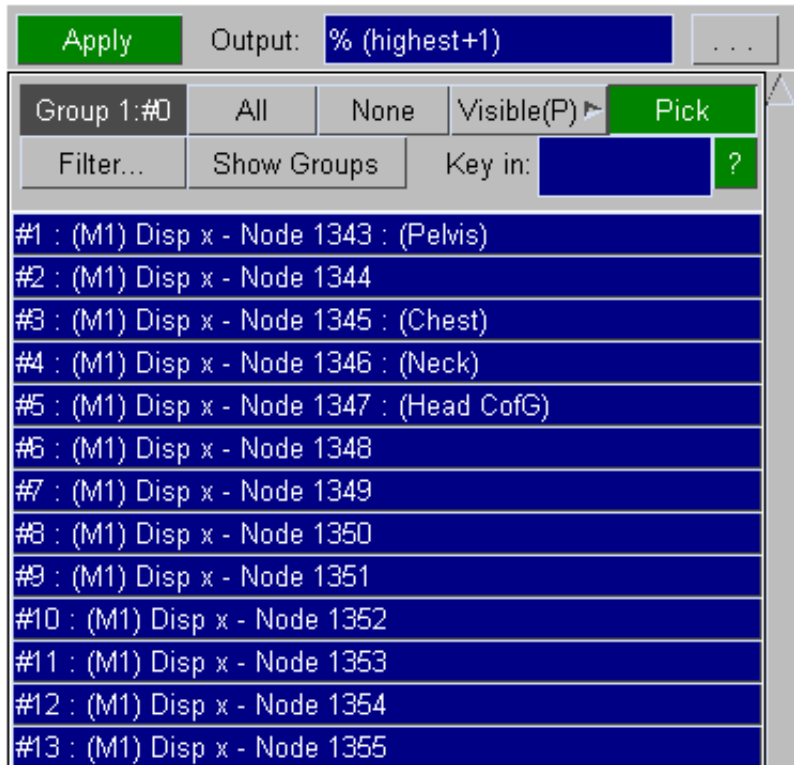 Apply Output: % (highest+1) ...
Group 1:#0 All None Visible(P) Pick
Filter... Show Groups Key in: ?
#1 : (M1) Disp x - Node 1343 : (Pelvis)
#2 : (M1) Disp x - Node 1344
#3 : (M1) Disp x - Node 1345 : (Chest)
#4 : (M1) Disp x - Node 1346 : (Neck)
#5 : (M1) Disp x - Node 1347 : (Head CofG)
#6 : (M1) Disp x - Node 1348
#7 : (M1) Disp x - Node 1349
#8 : (M1) Disp x - Node 1350
#9 : (M1) Disp x - Node 1351
#10 : (M1) Disp x - Node 1352
#11 : (M1) Disp x - Node 1353
#12 : (M1) Disp x - Node 1354
#13 : (M1) Disp x - Node 1355